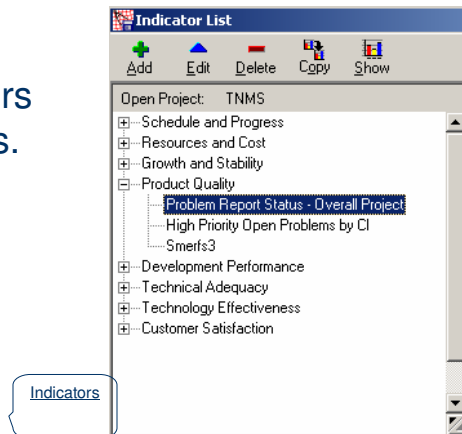 Indicator List
Add Edit Delete Copy Show
rs
s.
Open Project: TNMS
Schedule and Progress
Resources and Cost
Growth and Stability
Product Quality
Problem Report Status - Overall Project
High Priority Open Problems by CI
Smerfs3
Development Performance
Technical Adequacy
Technology Effectiveness
Customer Satisfaction
Indicators